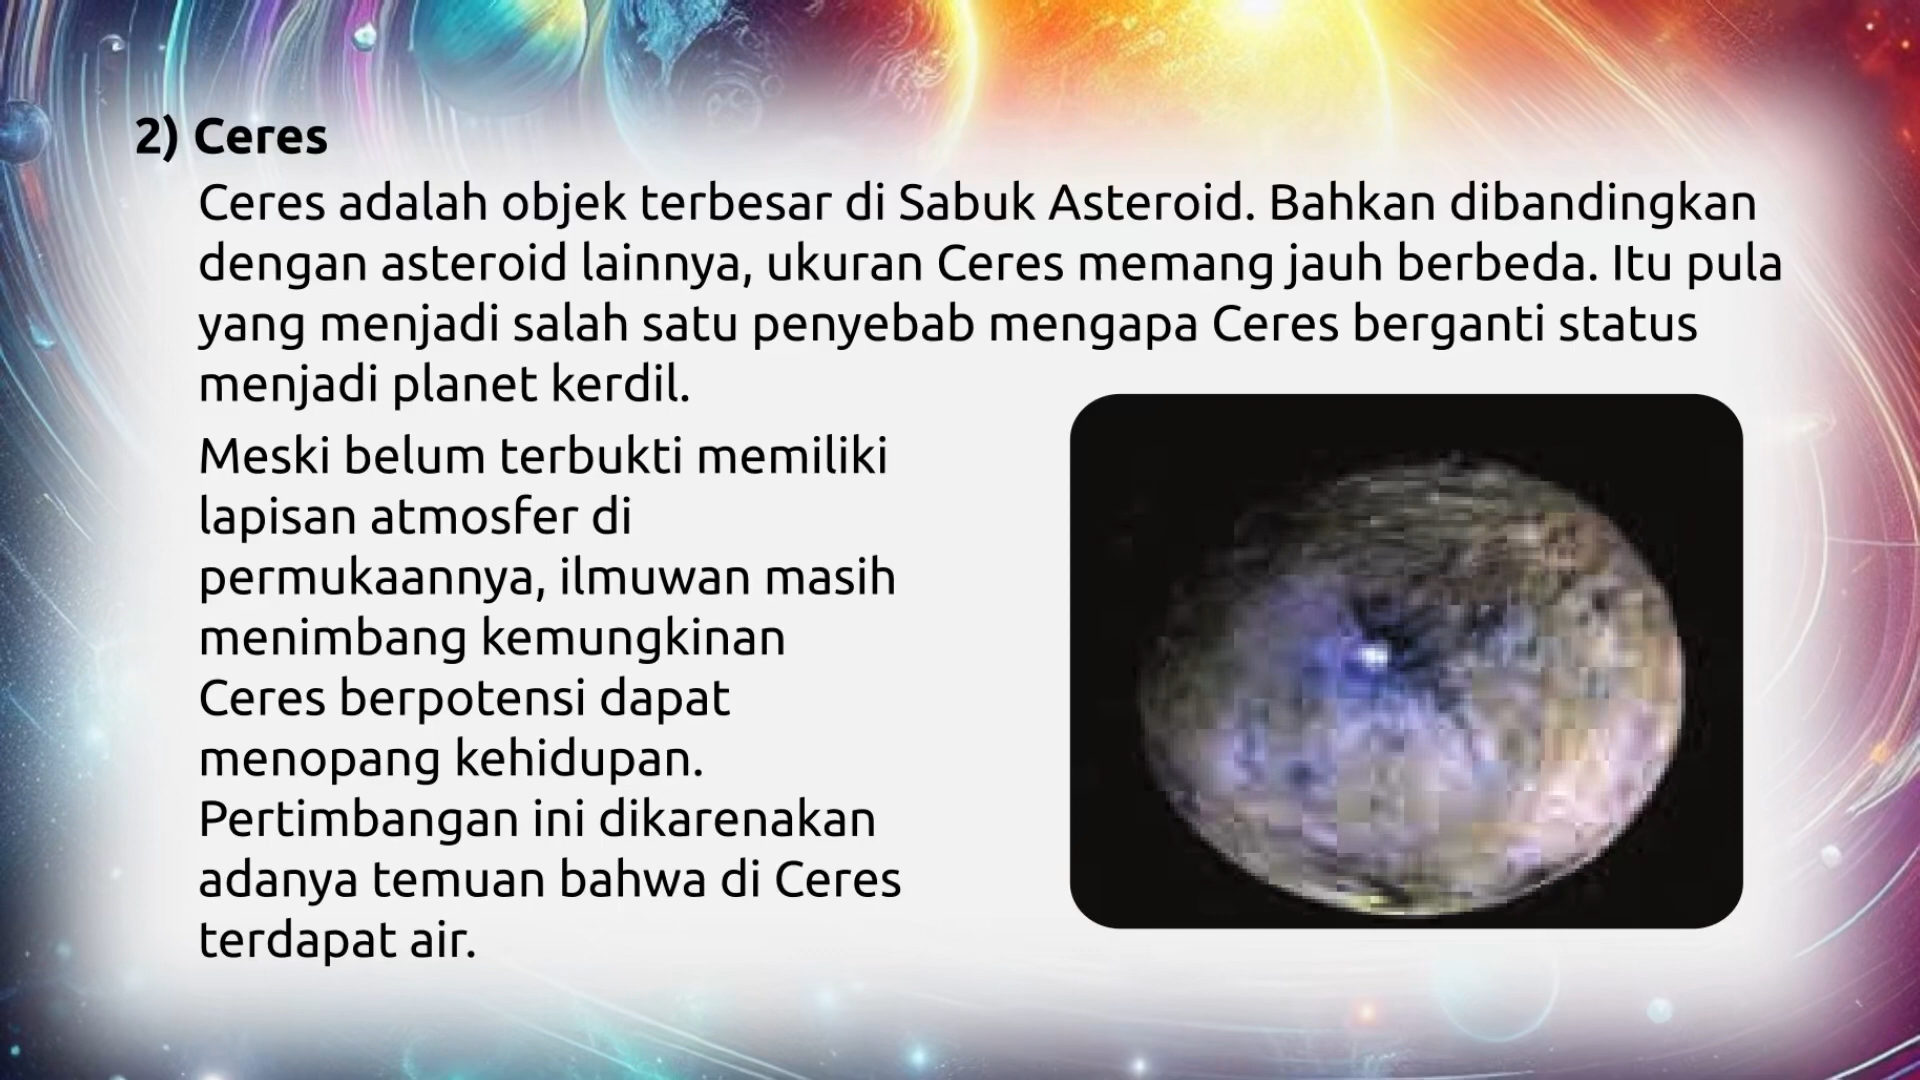 2) Ceres
Ceres adalah objek terbesar di Sabuk Asteroid. Bahkan dibandingkan
dengan asteroid lainnya, ukuran Ceres memang jauh berbeda. Itu pula
yang menjadi salah satu penyebab mengapa Ceres berganti status
menjadi planet kerdil.
Meski belum terbukti memiliki
lapisan atmosfer di
permukaannya, ilmuwan masih
menimbang kemungkinan
Ceres berpotensi dapat
menopang kehidupan.
Pertimbangan ini dikarenakan
adanya temuan bahwa di Ceres
terdapat air.